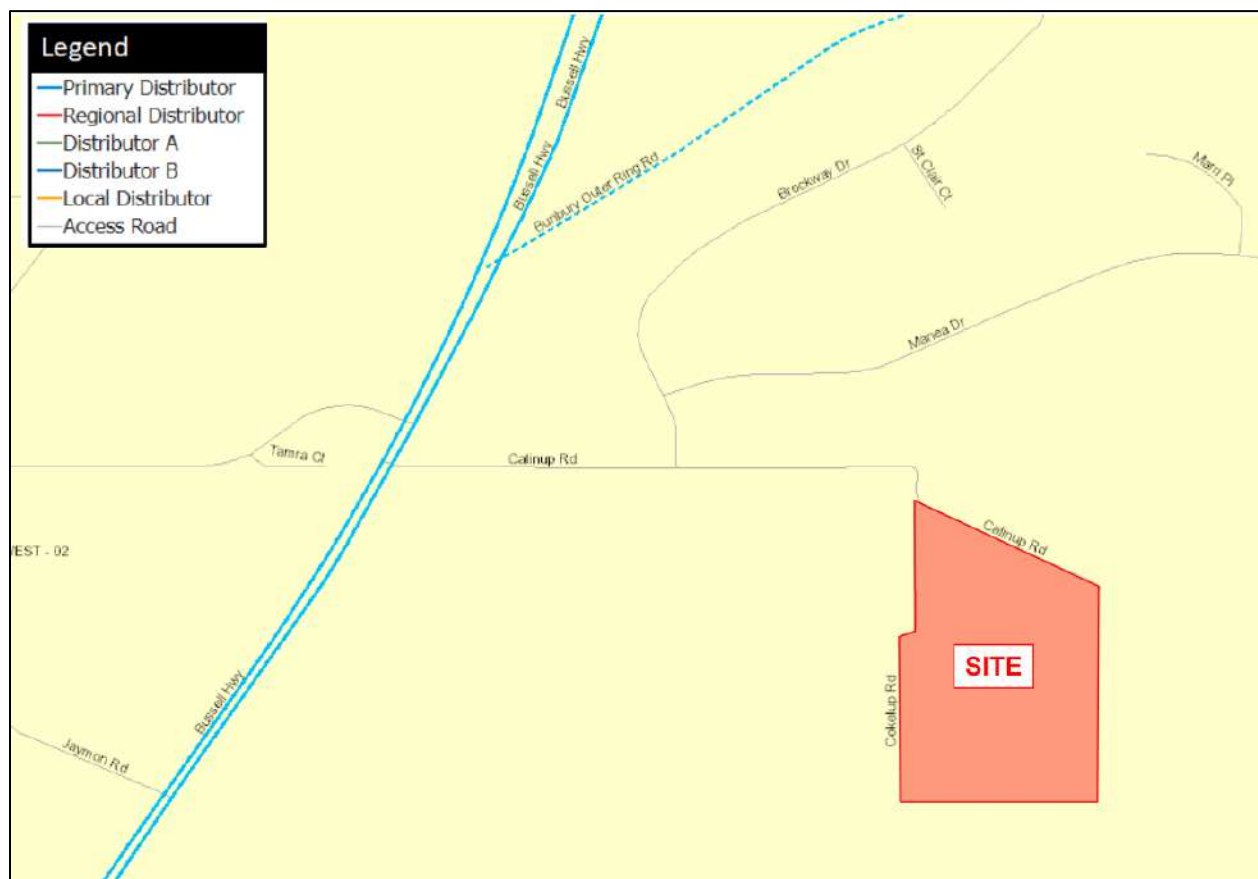 Legend
Primary Distributor
Regional Distributor
Distributor A
Distributor B
Local Distributor
Access Road
Bussell Hwy
Bussell Hwy
Bunbury Outer Ring Rd
Brockway Dr
St Clair Ct
Marri Pl
Manea Dr
Tamra Ct
Calinup Rd
Calinup Rd
EST - 02
SITE
Cokelup Rd
Bussell Hwy
Jaymon Rd